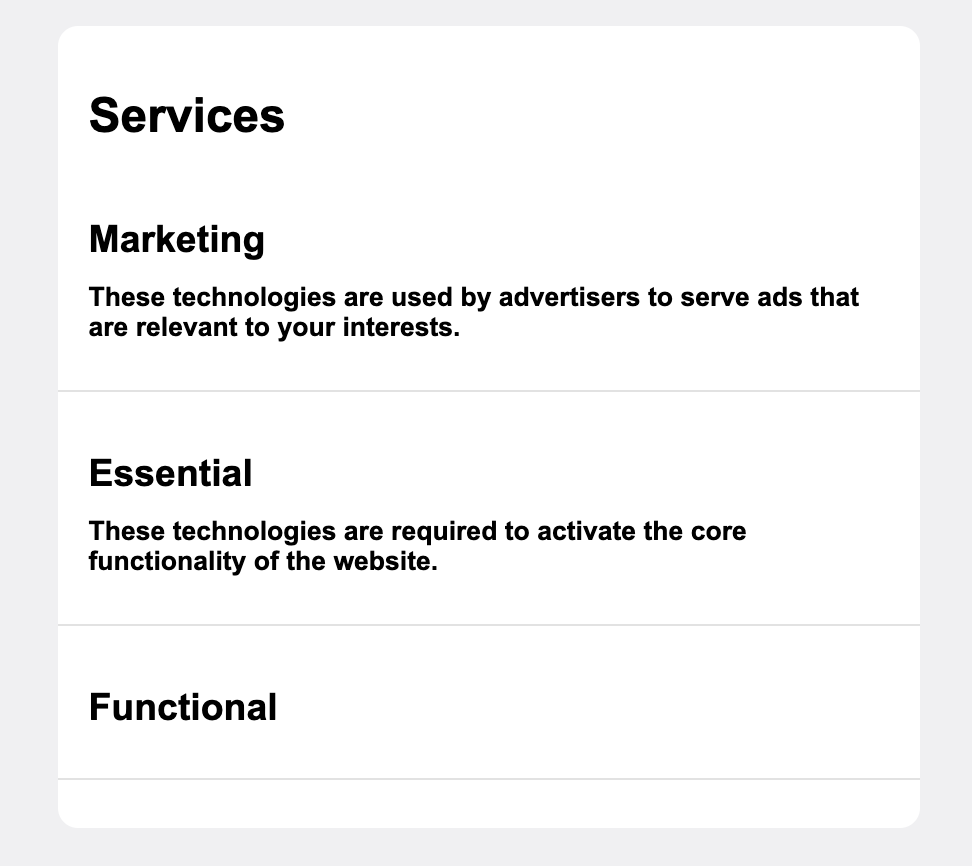 Services
Marketing
These technologies are used by advertisers to serve ads that
are relevant to your interests.
Essential
These technologies are required to activate the core
functionality of the website.
Functional